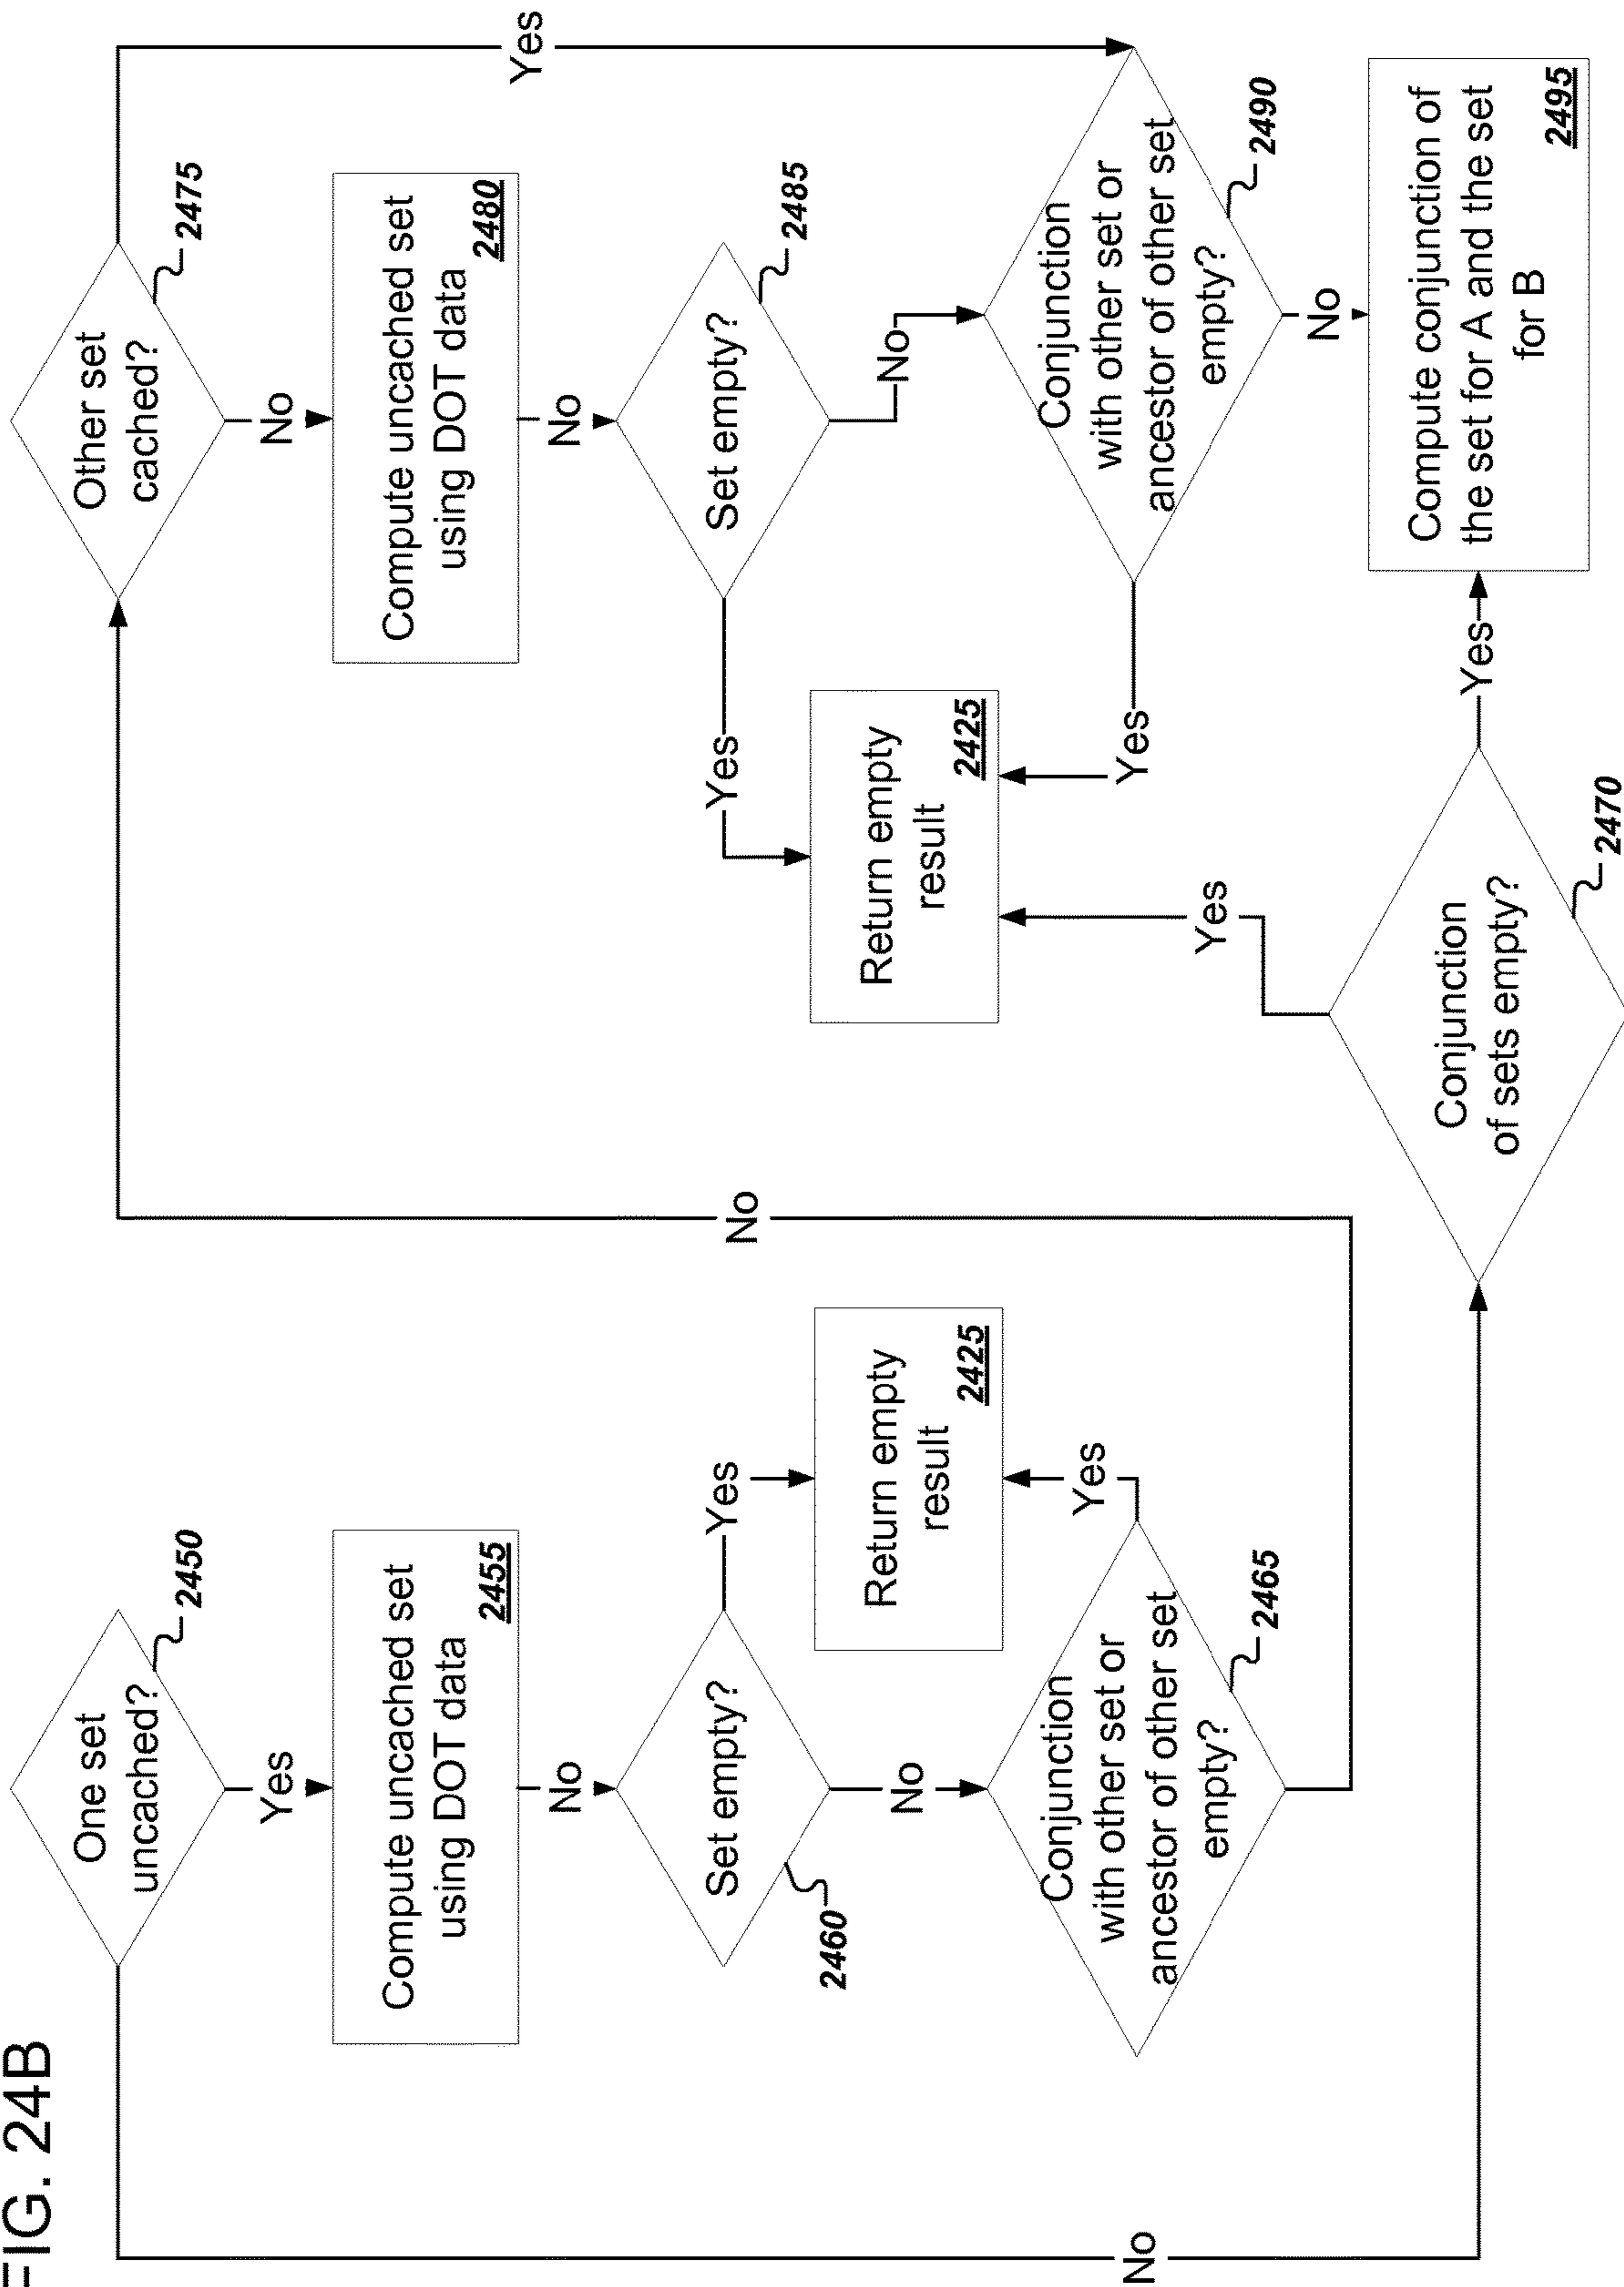 FIG. 24B
One set
uncached?
2450
Yes
Compute uncached set
using DOT data
2455
No
Set empty?
2460
Yes
No
Return empty
result
2425
Conjunction
with other set or
ancestor of other set
empty?
2465
Yes
No
No
Other set
cached?
2475
Yes
No
Compute uncached set
using DOT data
2480
No
Set empty?
2485
Yes
No
Return empty
result
2425
Conjunction
with other set or
ancestor of other set
empty?
2490
Yes
No
Conjunction
of sets empty?
2470
Yes
Yes
Compute conjunction of
the set for A and the set
for B
2495